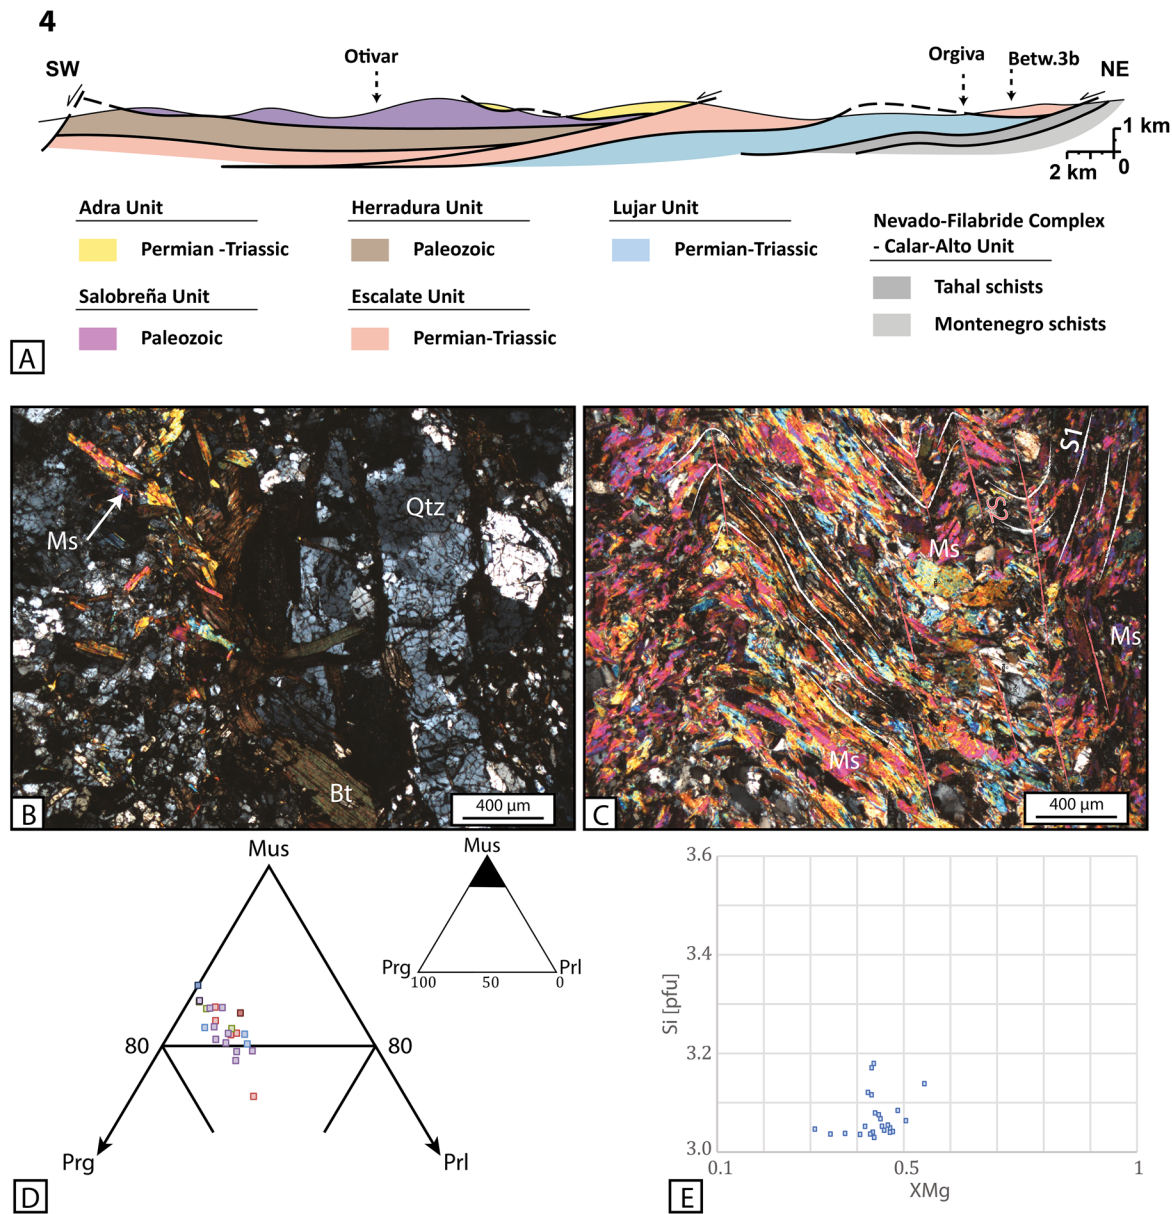 4
SW
Otivar
Orgiva
Betw.3b
NE
1 km
2 km
0
Adra Unit
Permian -Triassic
Salobreña Unit
Paleozoic
Herradura Unit
Paleozoic
Escalate Unit
Permian-Triassic
Lujar Unit
Permian-Triassic
Nevado-Filabride Complex
- Calar-Alto Unit
Tahal schists
Montenegro schists
A
Ms
Qtz
Bt
B
400 µm
S1
S2
Ms
Ms
Ms
C
400 µm
Mus
80
80
Prg
Prl
Mus
Prg
Prl
100
50
0
D
3.6
3.4
3.2
3.0
Si [pfu]
0.1
0.5
1
XMg
E